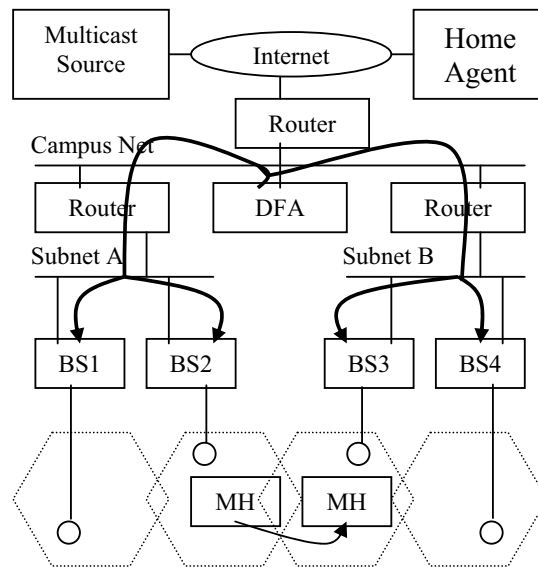 Multicast
Source
Internet
Home
Agent
Router
Campus Net
Router
DFA
Router
Subnet A
Subnet B
BS1
BS2
BS3
BS4
MH
MH